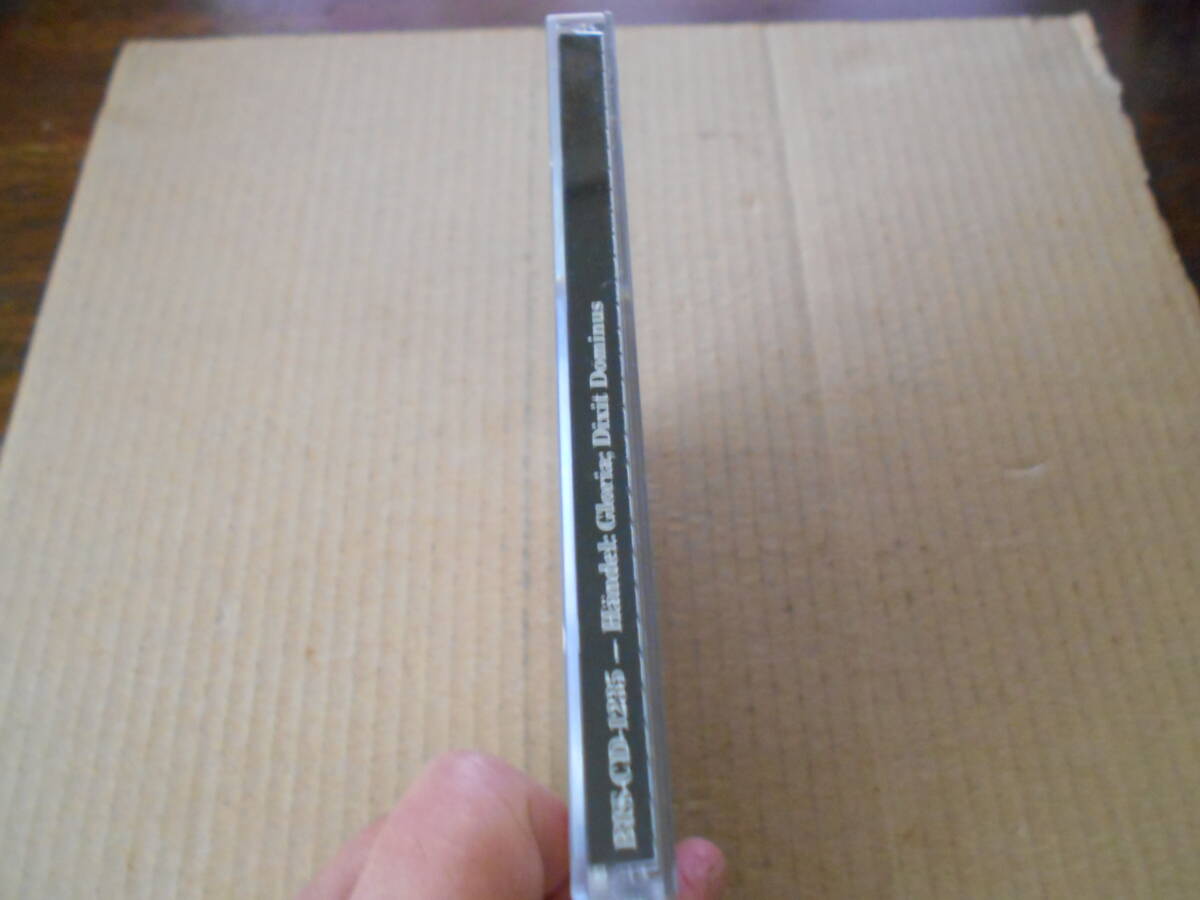 BIS-CD-1235 – Händel: Gloria; Dixit Dominus